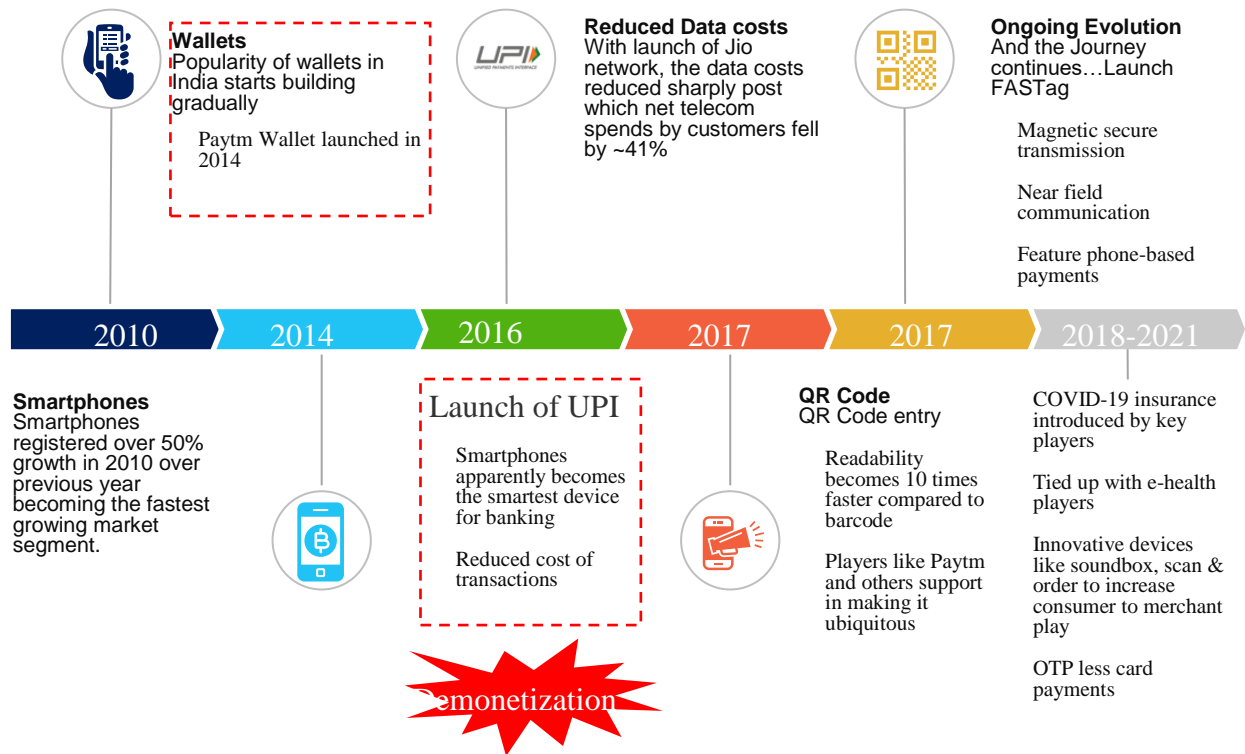 Wallets
Popularity of wallets in
India starts building
gradually
Paytm Wallet launched in
2014
UPI
UNIFIED PAYMENTS INTERFACE
Reduced Data costs
With launch of Jio
network, the data costs
reduced sharply post
which net telecom
spends by customers fell
by ~41%
Ongoing Evolution
And the Journey
continues…Launch
FASTag
Magnetic secure
transmission
Near field
communication
Feature phone-based
payments
2010
2014
2016
2017
2017
2018-2021
Smartphones
Smartphones
registered over 50%
growth in 2010 over
previous year
becoming the fastest
growing market
segment.
Launch of UPI
Smartphones
apparently becomes
the smartest device
for banking
Reduced cost of
transactions
Demonetization
QR Code
QR Code entry
Readability
becomes 10 times
faster compared to
barcode
Players like Paytm
and others support
in making it
ubiquitous
COVID-19 insurance
introduced by key
players
Tied up with e-health
players
Innovative devices
like soundbox, scan &
order to increase
consumer to merchant
play
OTP less card
payments